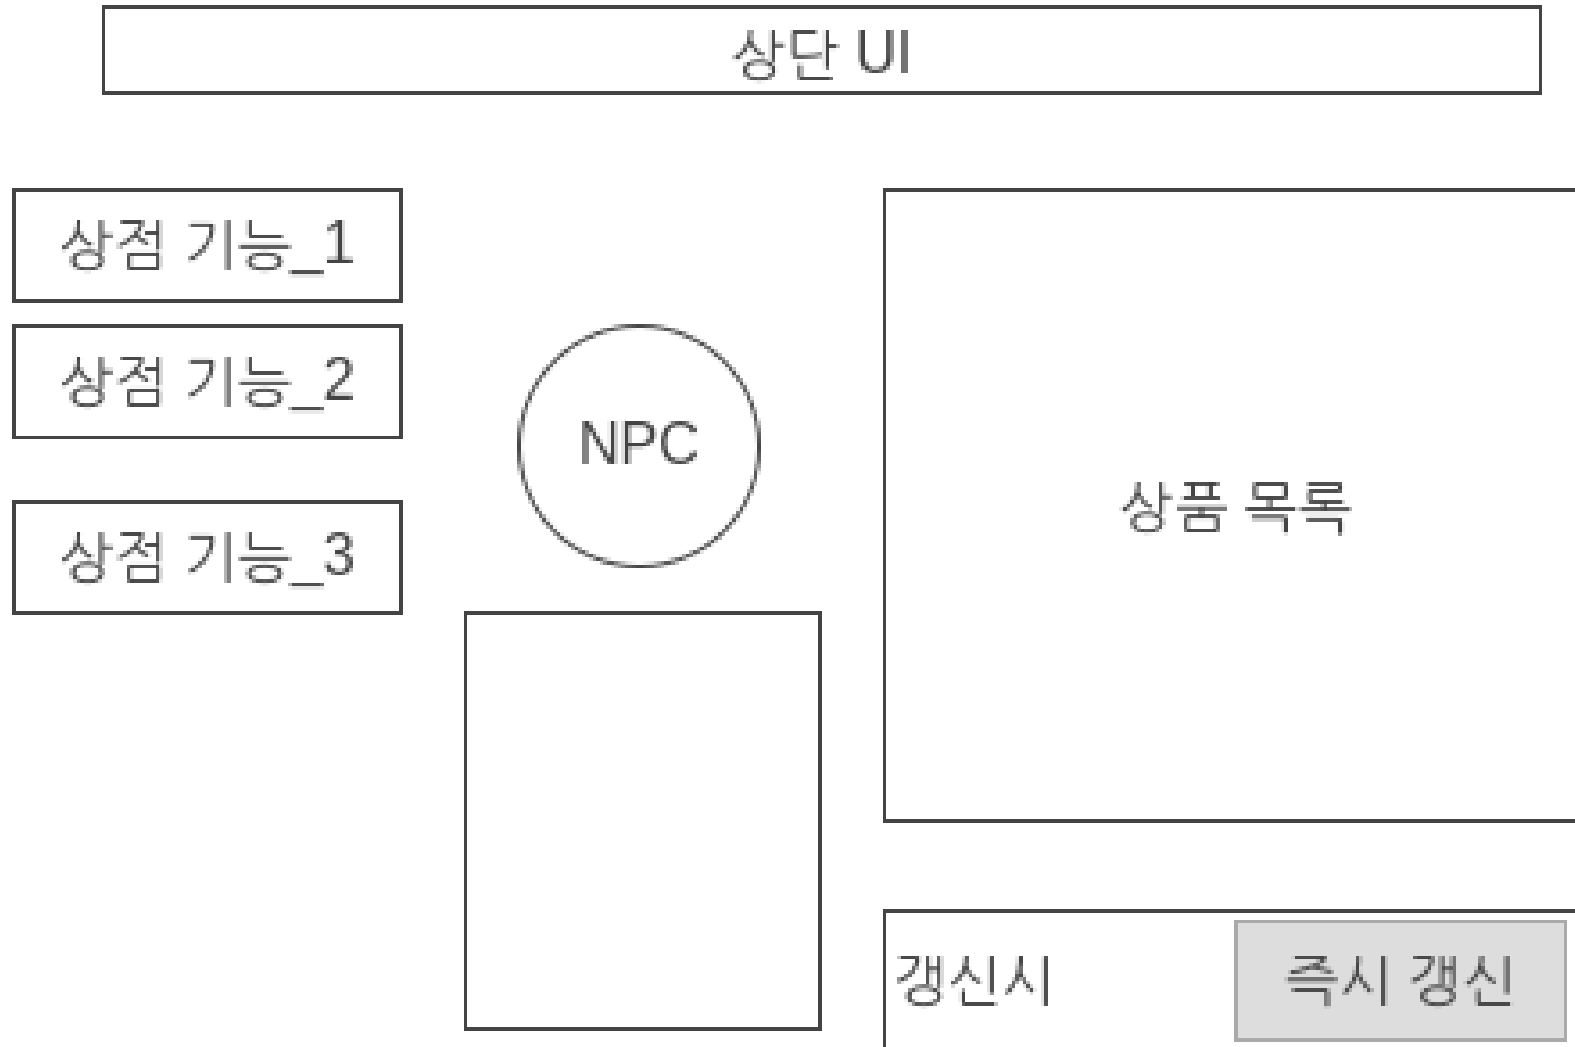 상단 UI
상점 기능_1
상점 기능_2
상점 기능_3
NPC
상품 목록
갱신시
즉시 갱신